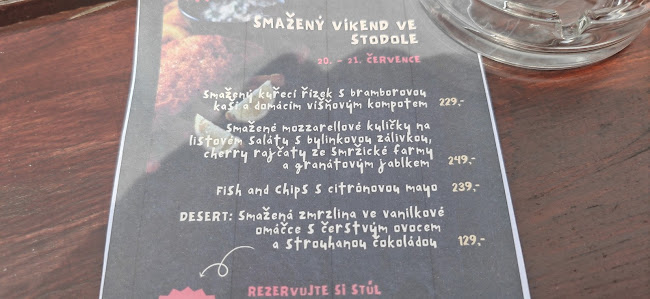 SMAŽENÝ VÍKEND VE
STODOLE
20. - 21. ČERVENCE
Smažený kuřecí řízek s bramborovou
kaší a domácím višňovým kompotem 229,-
Smažené mozzarellové kuličky na
listovém salátu s bylinkovou zálivkou,
cherry rajčaty ze Smržické farmy
a granátovým jablkem 249,-
Fish and Chips s citrónovou mayo 239,-
DESERT: Smažená zmrzlina ve vanilkové
omáčce s čerstvým ovocem
a strouhanou čokoládou 129,-
REZERVUJTE SI STŮL